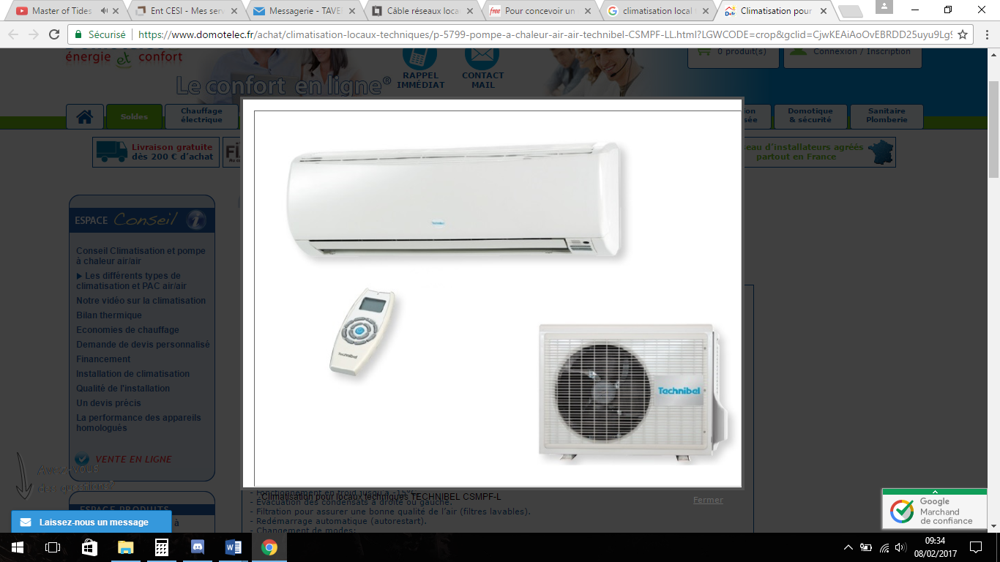 Master of Tides
Ent CESI - Mes serv
Messagerie - TAVE
Câble réseaux loca
free
Pour concevoir un
climatisation local
Climatisation pour
Sécurisé
https://www.domotelec.fr/achat/climatisation-locaux-techniques/p-5799-pompe-a-chaleur-air-air-technibel-CSMPF-LL.html?LGWCODE=crop&gclid=CjwKEAiAoOvEBRDD25uyu9Lg9
énergie et confort
Le confort en ligne®
RAPPEL
IMMÉDIAT
CONTACT
MAIL
0 produit(s)
Connexion / Inscription
Soldes
Chauffage
électrique
Domotique
& sécurité
Sanitaire
Plomberie
Livraison gratuite
dès 200 € d'achat
seau d'installateurs agréés
partout en France
ESPACE Conseil
Conseil Climatisation et pompe
à chaleur air/air
Les différents types de
climatisation et PAC air/air
Notre vidéo sur la climatisation
Bilan thermique
Economies de chauffage
Demande de devis personnalisé
Financement
Installation de climatisation
Qualité de l'installation
Un devis précis
La performance des appareils
homologués
VENTE EN LIGNE
Avez-vous
des questions?
ESPACE PRODUITS
à
Laissez-nous un message
Technibel
Technibel
Technibel
- Fonctionnement en froid jusqu'à -15°C.
Climatisation pour locaux techniques TECHNIBEL CSMPF-L
Fermer
- Evacuation des condensats à droite ou gauche.
- Filtration pour assurer une bonne qualité de l'air (filtres lavables).
- Redémarrage automatique (autorestart).
- Changement de modes:
Google
Marchand
de confiance
09:34
08/02/2017